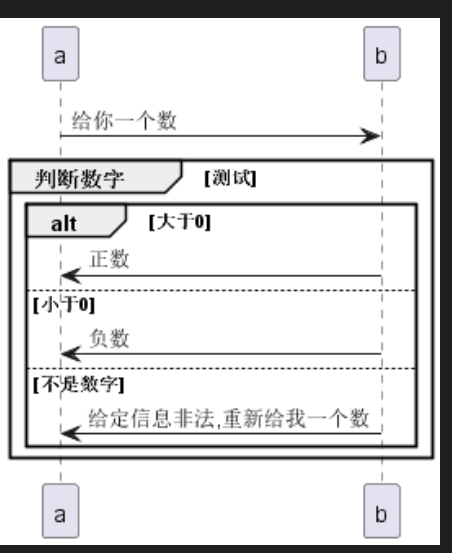 a b
给你一个数
判断数字 [测试]
alt [大于0]
正数
[小于0]
负数
[不是数字]
给定信息非法,重新给我一个数
a b